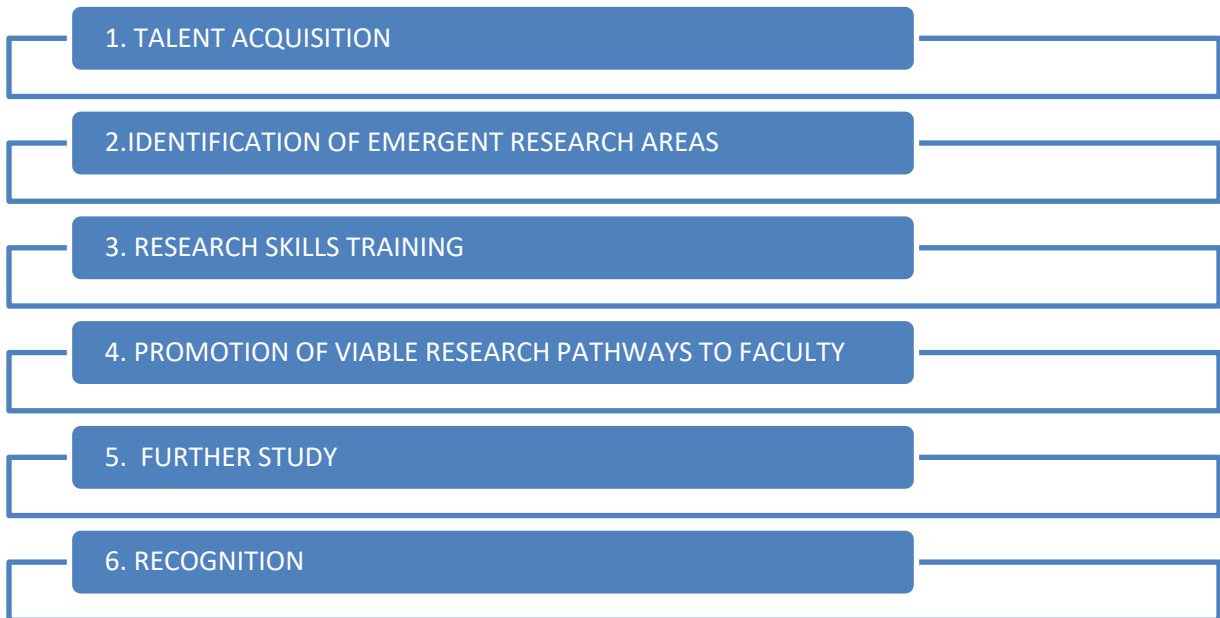 1. TALENT ACQUISITION
2.IDENTIFICATION OF EMERGENT RESEARCH AREAS
3. RESEARCH SKILLS TRAINING
4. PROMOTION OF VIABLE RESEARCH PATHWAYS TO FACULTY
5.  FURTHER STUDY
6. RECOGNITION